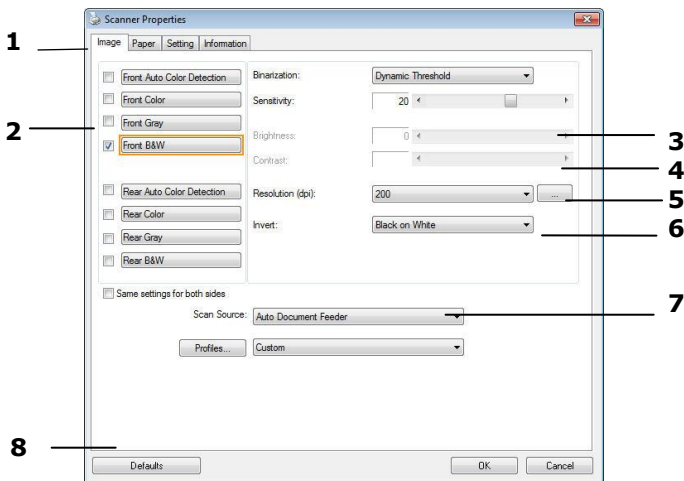 Scanner Properties
1
Image Paper Setting Information
Front Auto Color Detection
Binarization: Dynamic Threshold
Front Color
Sensitivity: 20
2
Front Gray
Brightness: 0
3
Front B&W
Contrast:
4
Rear Auto Color Detection
Resolution (dpi): 200 ...
5
Rear Color
Invert: Black on White
6
Rear Gray
Rear B&W
Same settings for both sides
7
Scan Source: Auto Document Feeder
Profiles... Custom
8
Defaults OK Cancel